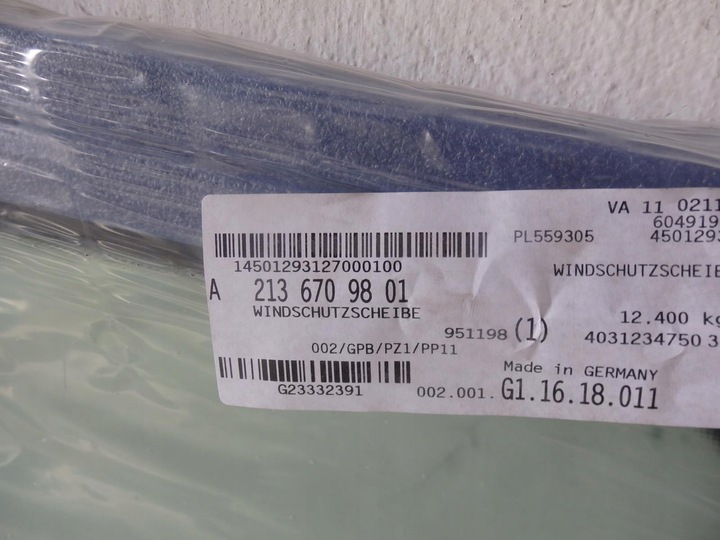 VA 11 0211
604919
PL559305 4501293
14501293127000100
WINDSCHUTZSCHEIBE
A 213 670 98 01
WINDSCHUTZSCHEIBE
12.400 kg
951198 (1) 4031234750 3
002/GPB/PZ1/PP11
Made in GERMANY
G23332391 002.001. G1.16.18.011